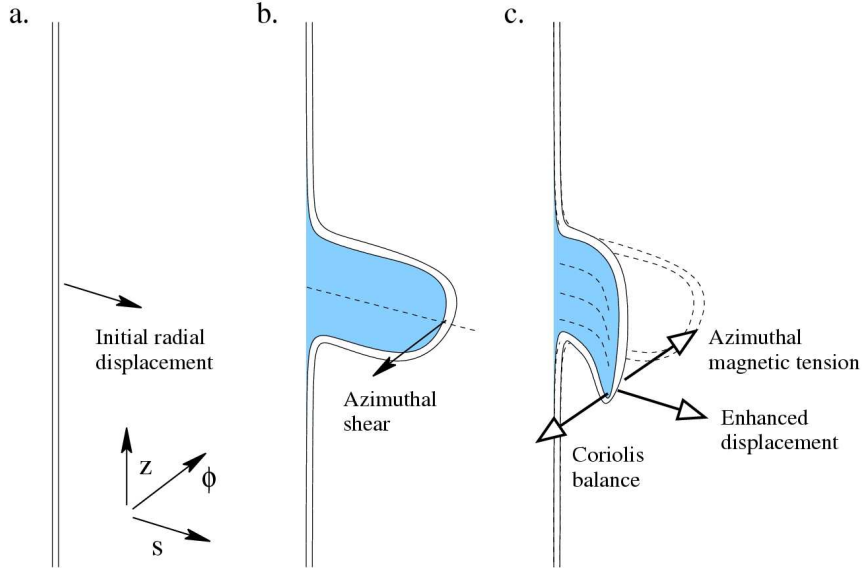 a.
b.
c.
Initial radial
displacement
Azimuthal
shear
Azimuthal
magnetic tension
Enhanced
displacement
Coriolis
balance
z
ϕ
s